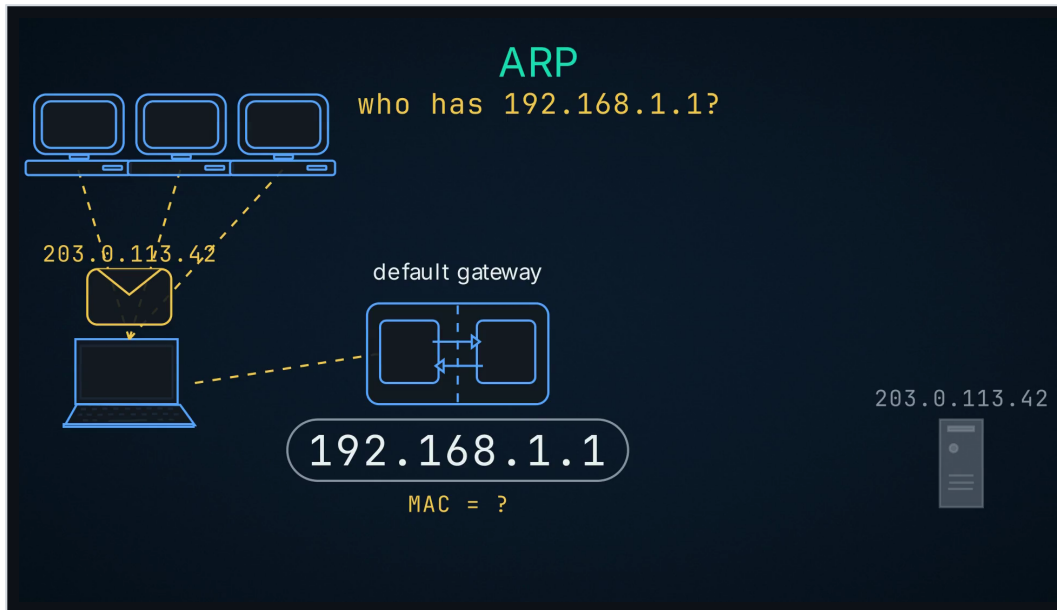 ARP
who has 192.168.1.1?
203.0.113.42
default gateway
192.168.1.1
MAC = ?
203.0.113.42